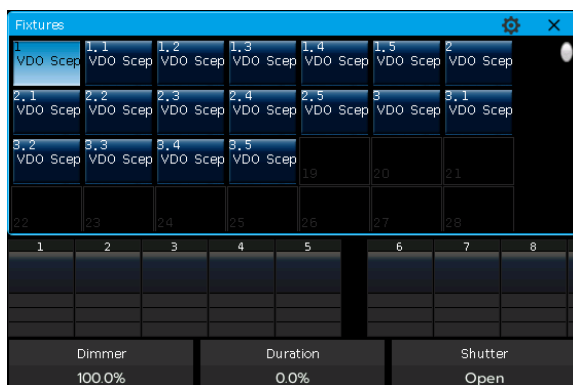 Fixtures
1 1.1 1.2 1.3 1.4 1.5 2
VDO Scep VDO Scep VDO Scep VDO Scep VDO Scep VDO Scep VDO Scep
2.1 2.2 2.3 2.4 2.5 3 3.1
VDO Scep VDO Scep VDO Scep VDO Scep VDO Scep VDO Scep VDO Scep
3.2 3.3 3.4 3.5
VDO Scep VDO Scep VDO Scep VDO Scep
19 20 21
22 23 24 25 26 27 28
1 2 3 4 5 6 7 8
Dimmer Duration Shutter
100.0% 0.0% Open